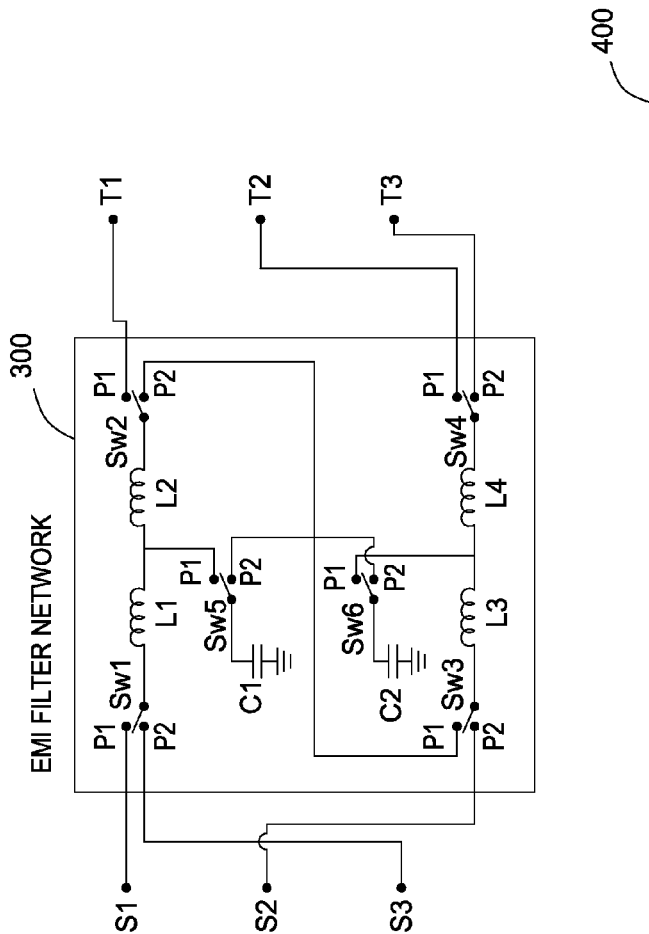 400
300
EMI FILTER NETWORK
S1
P1
Sw1
L1
L2
Sw2
P1
T1
P2
P2
P1
Sw5
P2
C1
S2
T2
P1
Sw6
P2
C2
S3
P1
Sw3
L3
L4
Sw4
P1
T3
P2
P2